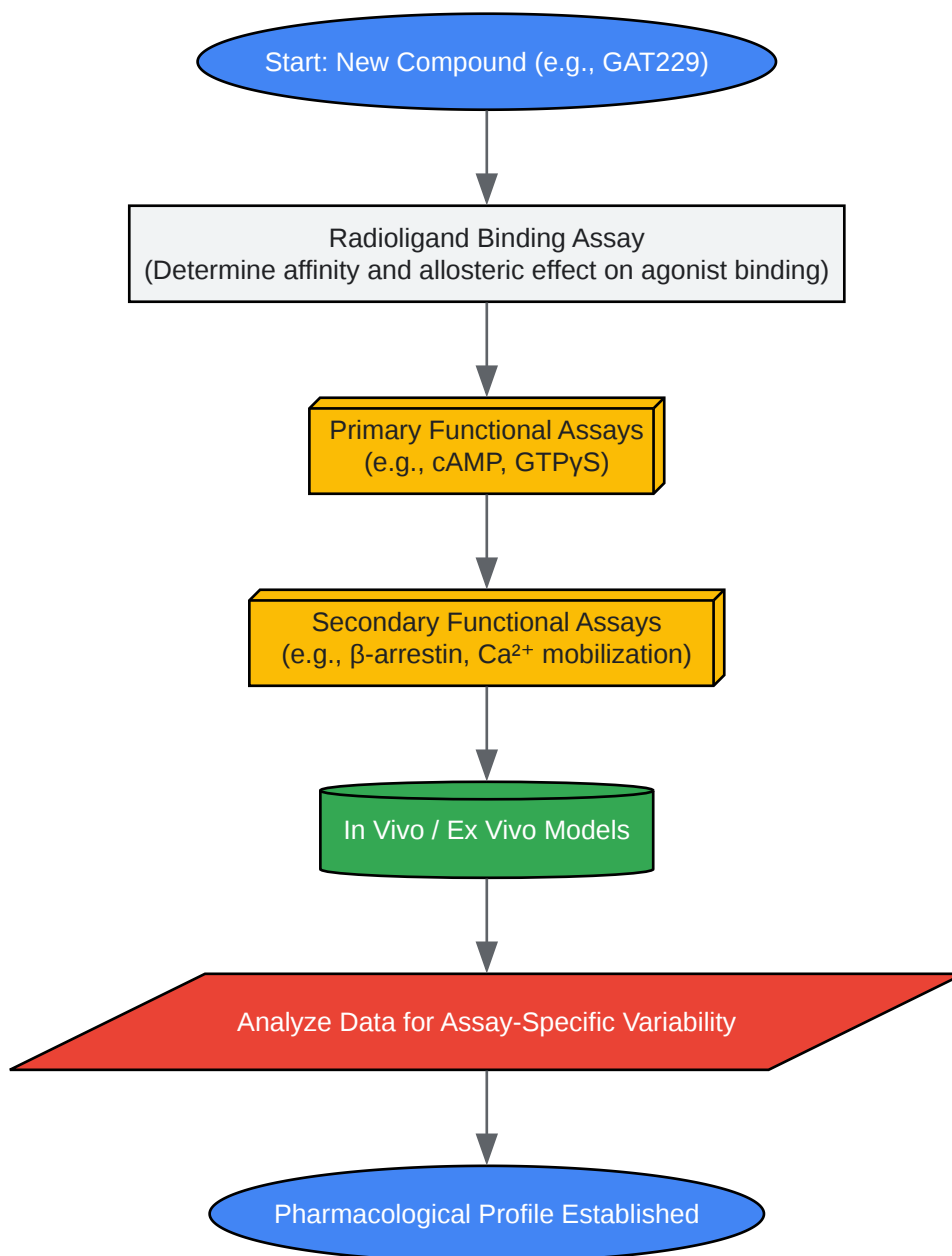 Start: New Compound (e.g., GAT229)
Radioligand Binding Assay
(Determine affinity and allosteric effect on agonist binding)
Primary Functional Assays
(e.g., cAMP, GTPγS)
Secondary Functional Assays
(e.g., β-arrestin, Ca²⁺ mobilization)
In Vivo / Ex Vivo Models
Analyze Data for Assay-Specific Variability
Pharmacological Profile Established